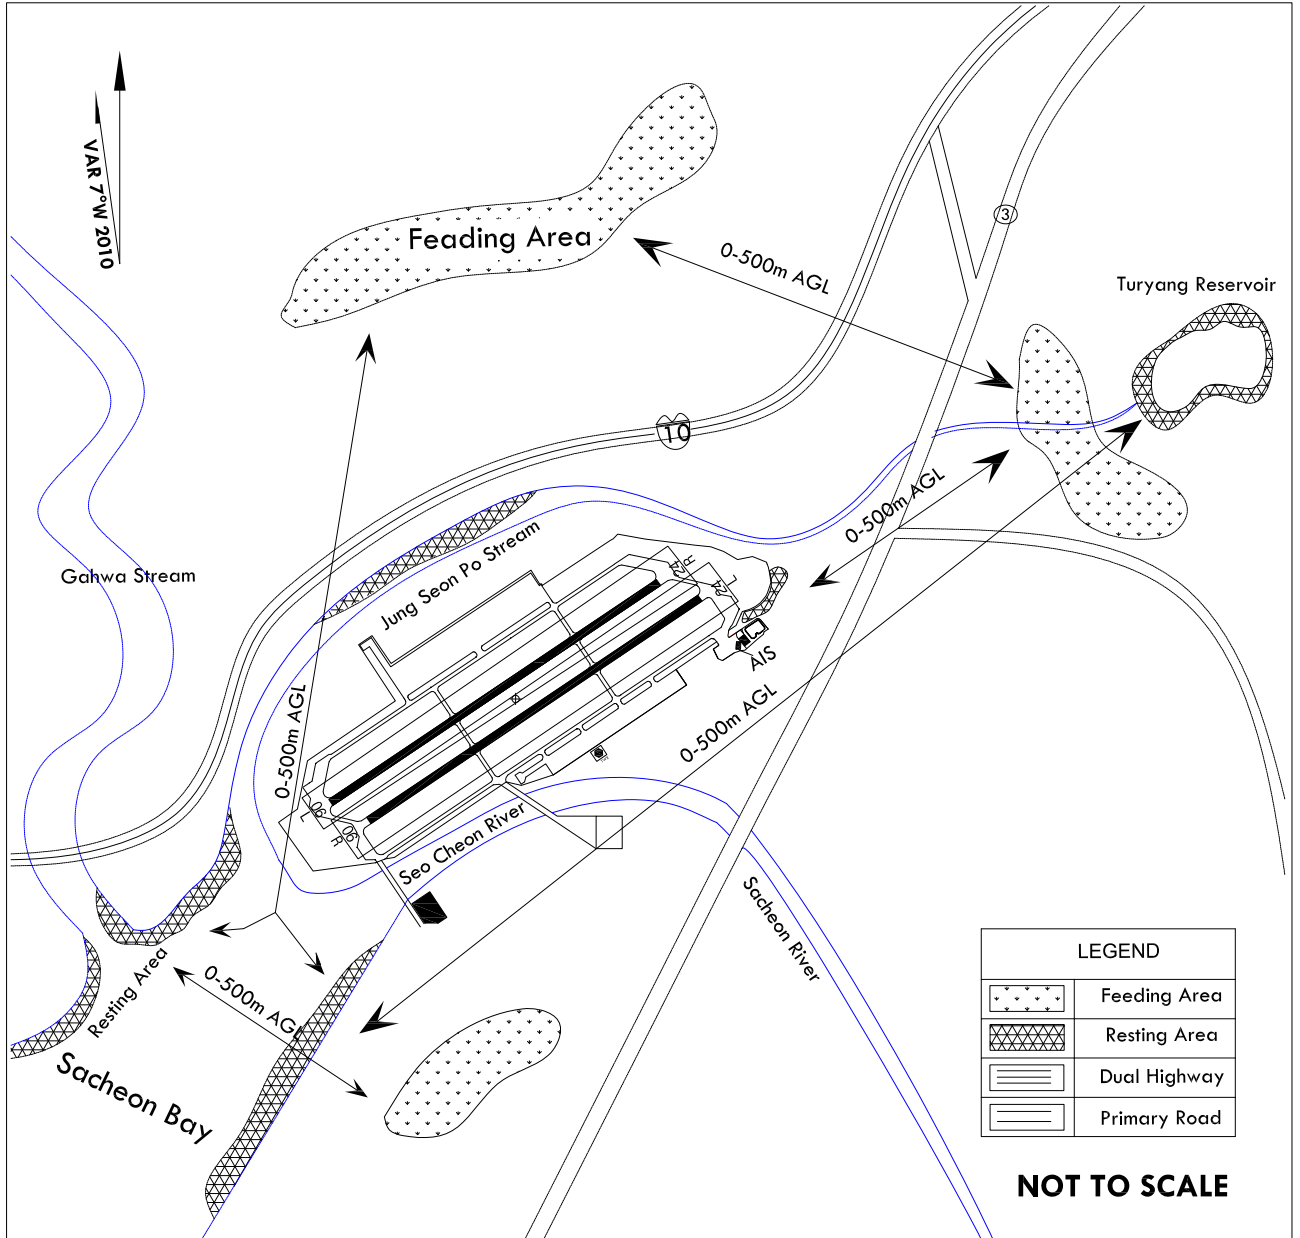 VAR 7°W 2010
Feading Area
0-500m AGL
3
Turyang Reservoir
10
0-500m AGL
Jung Seon Po Stream
Gahwa Stream
24
R
24
L
AIS
0-500m AGL
0-500m AGL
06
L
06
R
Seo Cheon River
Sacheon River
Resting Area
0-500m AGL
Sacheon Bay
LEGEND
Feeding Area
Resting Area
Dual Highway
Primary Road
NOT TO SCALE